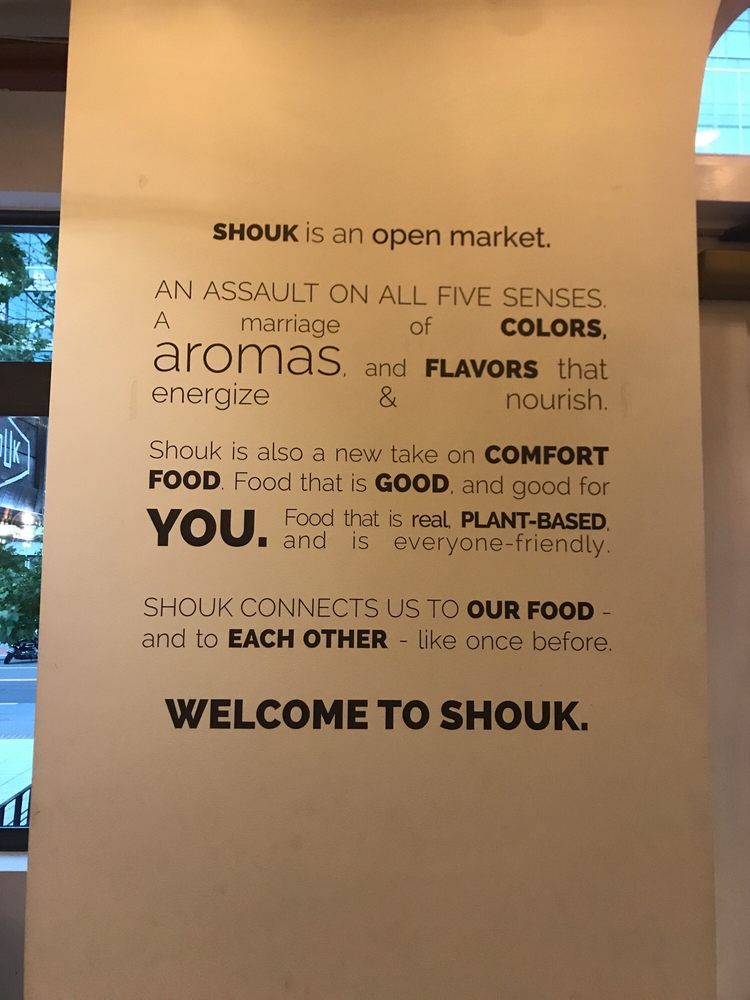 SHOUK is an open market.
AN ASSAULT ON ALL FIVE SENSES.
A marriage of COLORS,
aromas, and FLAVORS that
energize & nourish.
Shouk is also a new take on COMFORT
FOOD. Food that is GOOD, and good for
YOU. Food that is real, PLANT-BASED,
and is everyone-friendly.
SHOUK CONNECTS US TO OUR FOOD -
and to EACH OTHER - like once before.
WELCOME TO SHOUK.